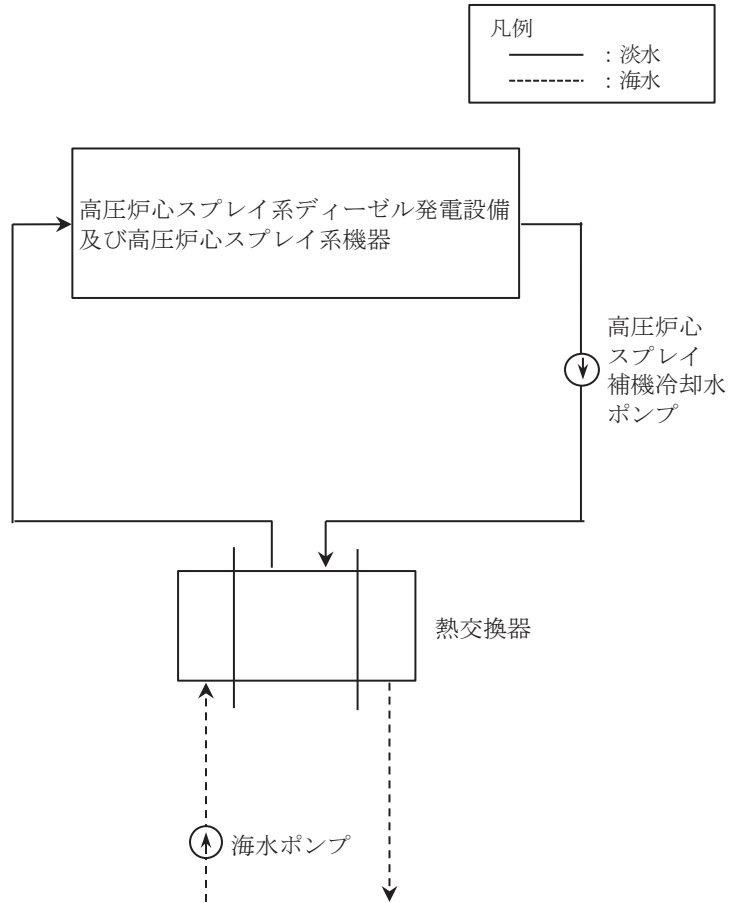 凡例
：淡水
：海水
高圧炉心スプレイ系ディーゼル発電設備
及び高圧炉心スプレイ系機器
高圧炉心
スプレイ
補機冷却水
ポンプ
熱交換器
海水ポンプ